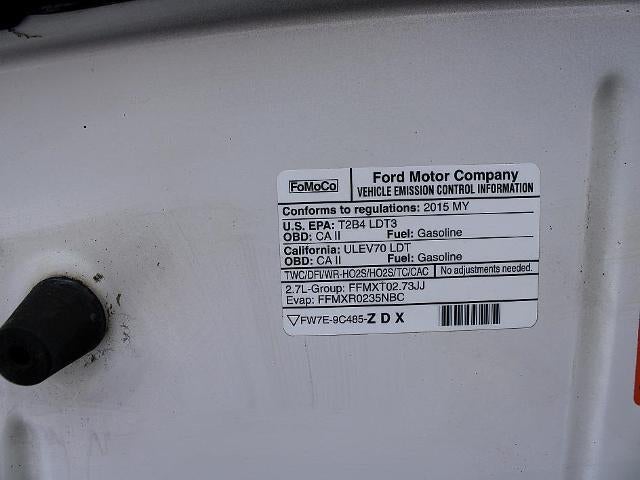 FoMoCo
Ford Motor Company
VEHICLE EMISSION CONTROL INFORMATION
Conforms to regulations: 2015 MY
U.S. EPA: T2B4 LDT3
OBD: CA II Fuel: Gasoline
California: ULEV70 LDT
OBD: CA II Fuel: Gasoline
TWC/DFI/WR-HO2S/HO2S/TC/CAC No adjustments needed.
2.7L-Group: FFMXT02.73JJ
Evap: FFMXR0235NBC
FW7E-9C485-ZDX